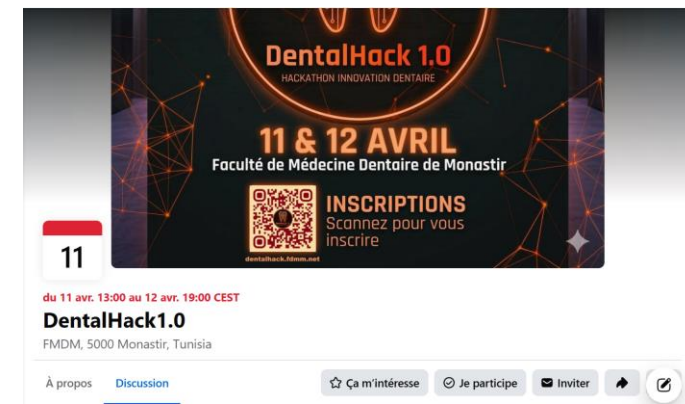 DentalHack 1.0
HACKATHON INNOVATION DENTAIRE
11 & 12 AVRIL
Faculté de Médecine Dentaire de Monastir
INSCRIPTIONS
Scannez pour vous
inscrire
dentalhack.fdmm.net
11
du 11 avr. 13:00 au 12 avr. 19:00 CEST
DentalHack1.0
FMDM, 5000 Monastir, Tunisia
À propos Discussion Ça m'intéresse Je participe Inviter